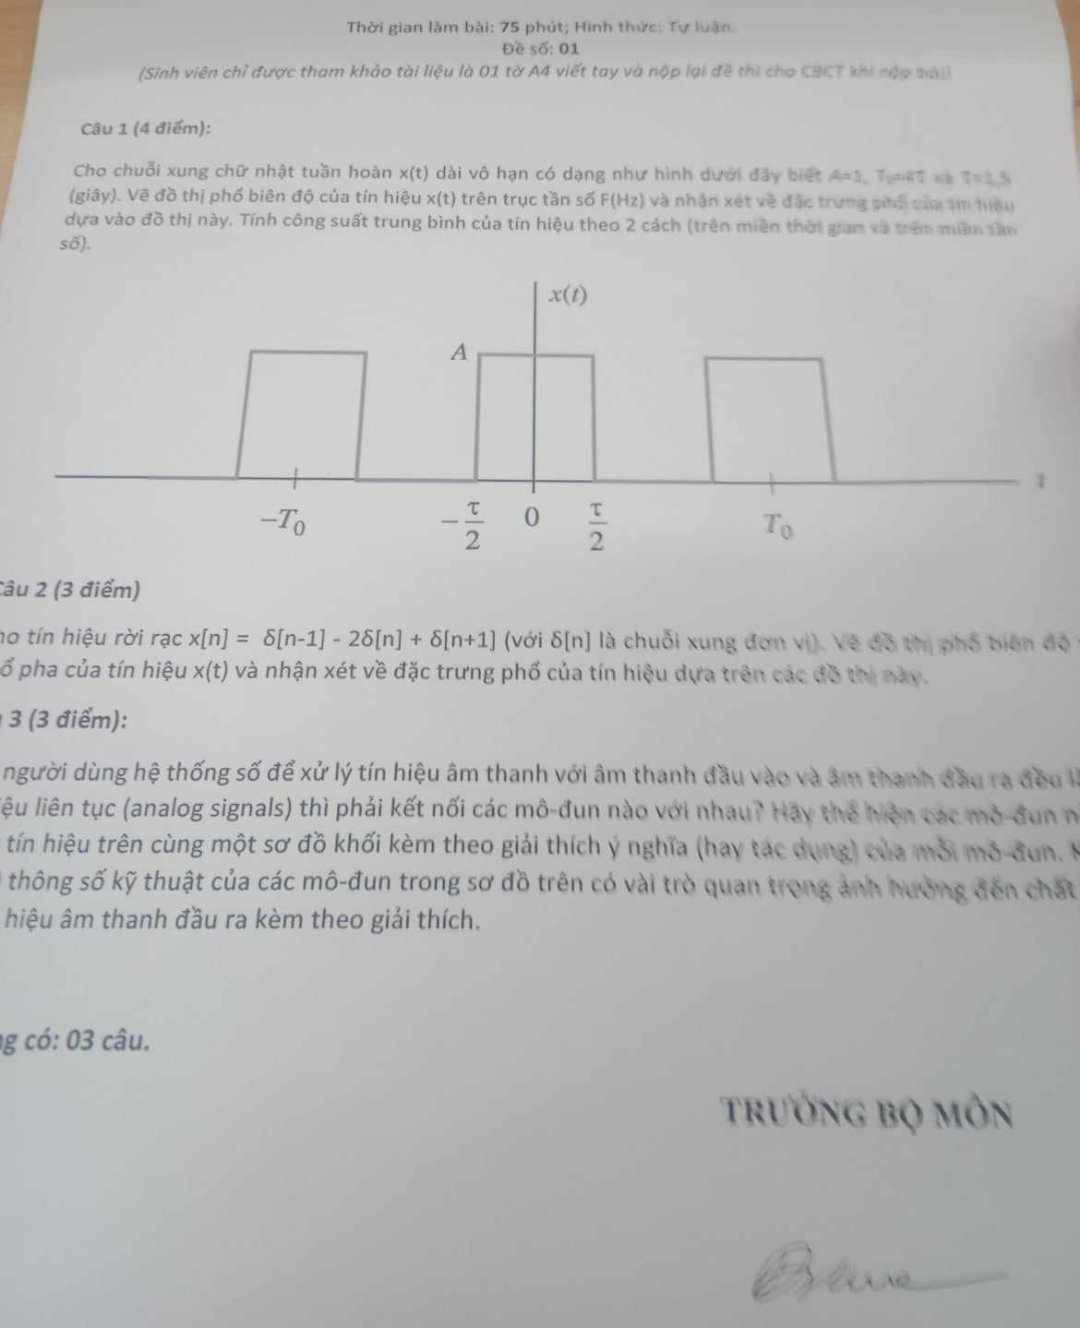 Thời gian làm bài: 75 phút; Hình thức: Tự luận.
Đề số: 01
(Sinh viên chỉ được tham khảo tài liệu là 01 tờ A4 viết tay và nộp lại đề thi cho CBCT khi nộp bài)
Câu 1 (4 điểm):
Cho chuỗi xung chữ nhật tuần hoàn x(t) dài vô hạn có dạng như hình dưới đây biết A=1,
(giây). Vẽ đồ thị phổ biên độ của tín hiệu x(t) trên trục tần số F(Hz) và nhận xét về đặc trưng phổ của tín hiệu
dựa vào đồ thị này. Tính công suất trung bình của tín hiệu theo 2 cách (trên miền thời gian và trên miền tần
số).
x(t)
A
t
−T₀ −τ/2 0 τ/2 T₀
Câu 2 (3 điểm)
ho tín hiệu rời rạc x[n] = δ[n-1] - 2δ[n] + δ[n+1] (với δ[n] là chuỗi xung đơn vị). Vẽ đồ thị phổ biên độ
ổ pha của tín hiệu x(t) và nhận xét về đặc trưng phổ của tín hiệu dựa trên các đồ thị này.
3 (3 điểm):
người dùng hệ thống số để xử lý tín hiệu âm thanh với âm thanh đầu vào và âm thanh đầu ra đều là
iệu liên tục (analog signals) thì phải kết nối các mô-đun nào với nhau? Hãy thể hiện các mô-đun n
tín hiệu trên cùng một sơ đồ khối kèm theo giải thích ý nghĩa (hay tác dụng) của mỗi mô-đun.
thông số kỹ thuật của các mô-đun trong sơ đồ trên có vài trò quan trọng ảnh hưởng đến chất
hiệu âm thanh đầu ra kèm theo giải thích.
g có: 03 câu.
TRƯỞNG BỘ MÔN